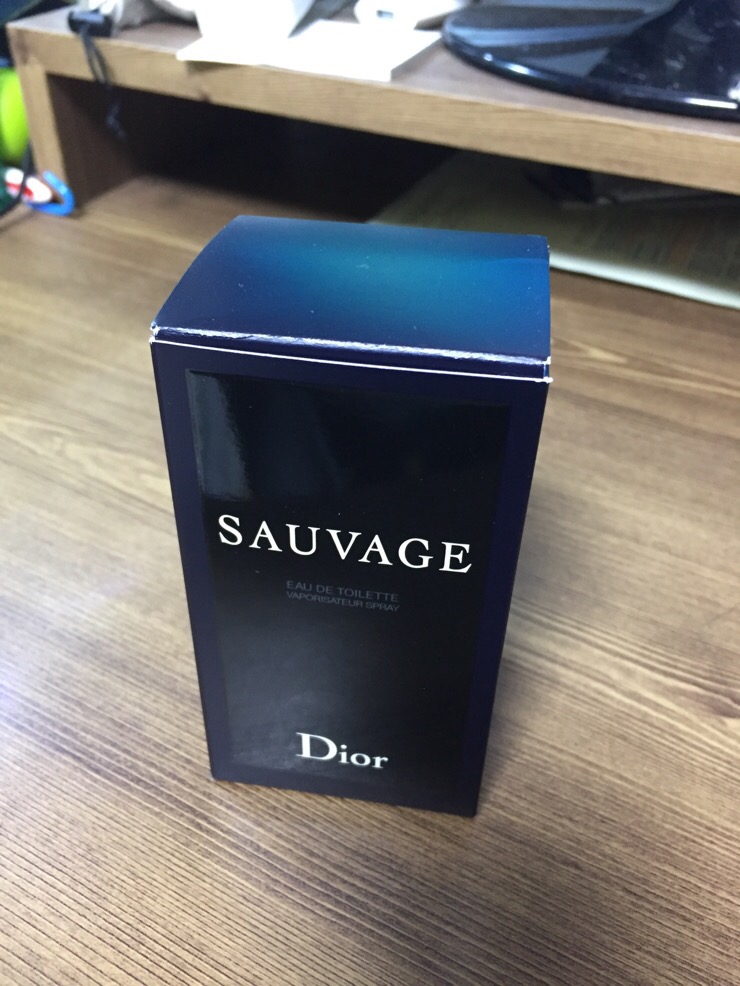 SAUVAGE
EAU DE TOILETTE
VAPORISATEUR SPRAY
Dior